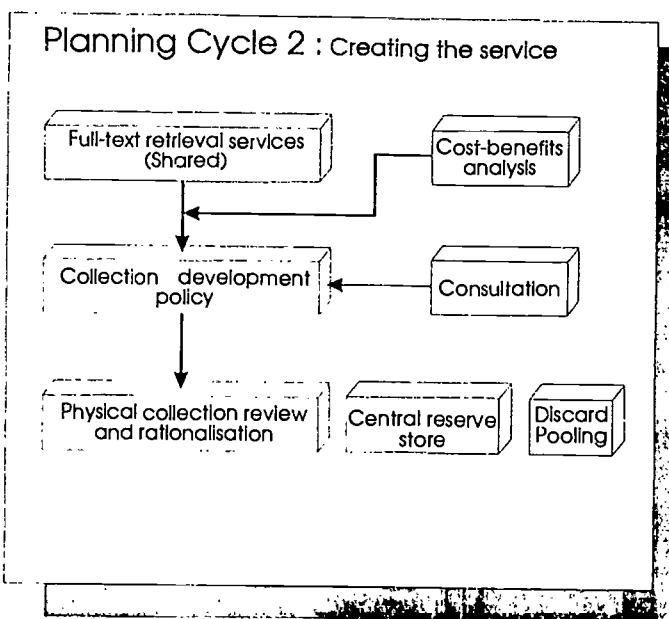 Planning Cycle 2 : Creating the service
Full-text retrieval services
(Shared)
Cost-benefits
analysis
Collection development
policy
Consultation
Physical collection review
and rationalisation
Central reserve
store
Discard
Pooling